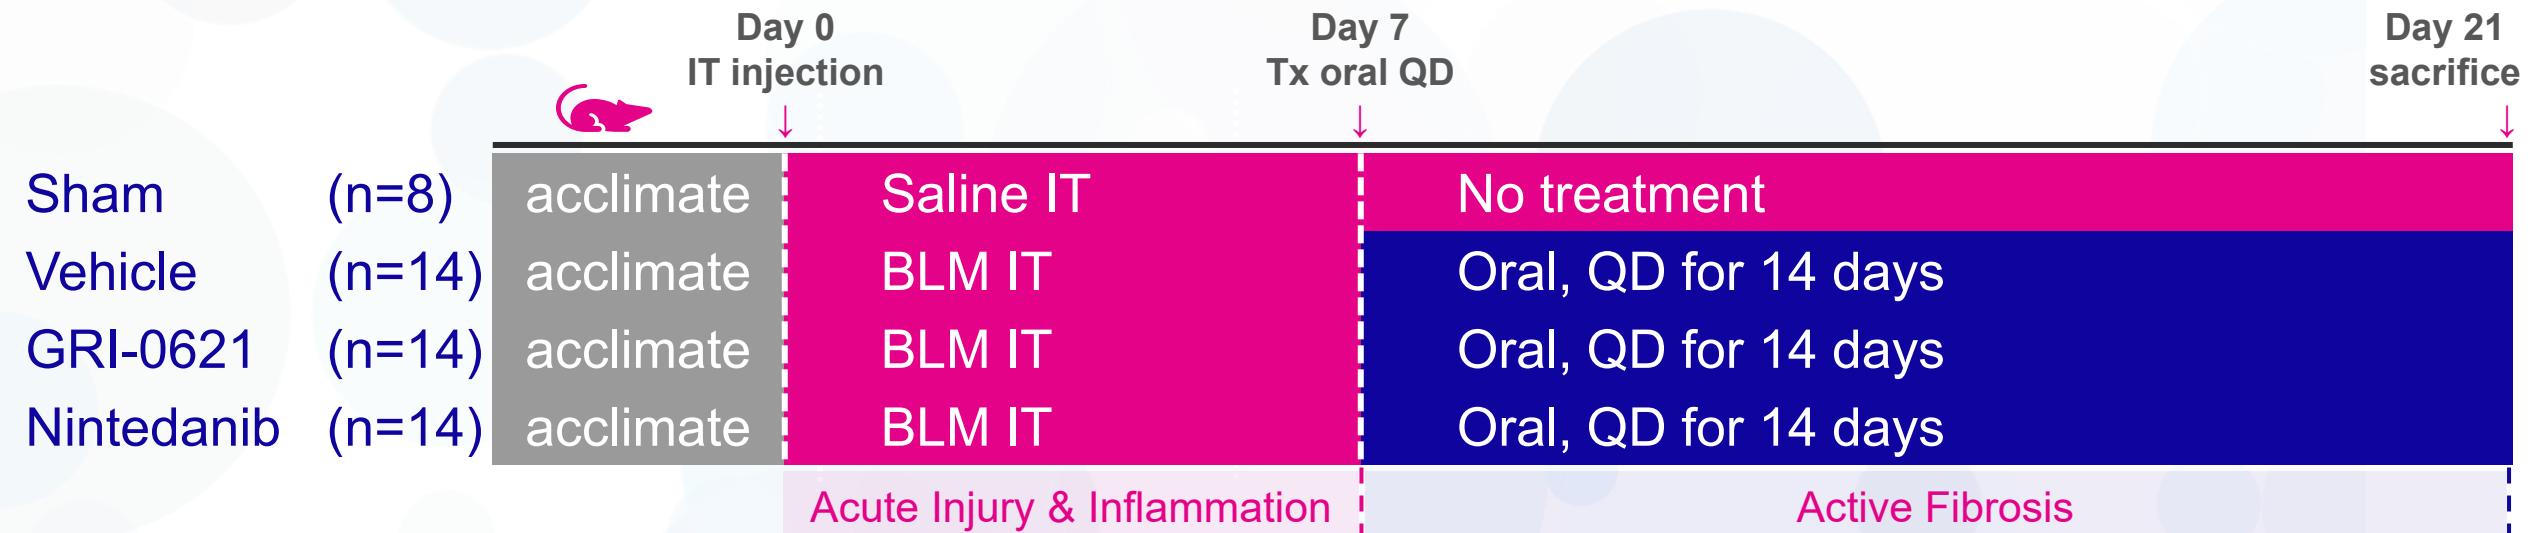 Day 0
IT injection
Day 7
Tx oral QD
Day 21
sacrifice
Sham (n=8) acclimate Saline IT No treatment
Vehicle (n=14) acclimate BLM IT Oral, QD for 14 days
GRI-0621 (n=14) acclimate BLM IT Oral, QD for 14 days
Nintedanib (n=14) acclimate BLM IT Oral, QD for 14 days
Acute Injury & Inflammation Active Fibrosis